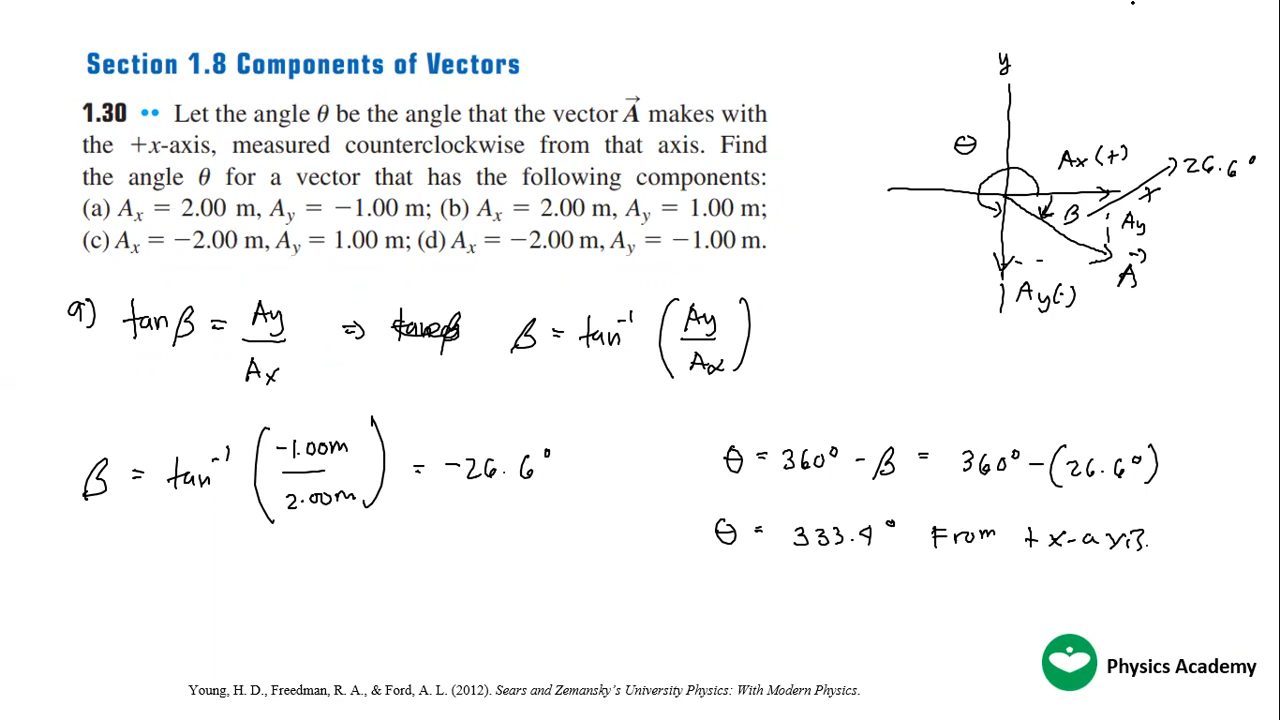 Section 1.8 Components of Vectors
1.30 •• Let the angle θ be the angle that the vector A⃗ makes with
the +x-axis, measured counterclockwise from that axis. Find
the angle θ for a vector that has the following components:
(a) Aₓ = 2.00 m, Aᵧ = −1.00 m; (b) Aₓ = 2.00 m, Aᵧ = 1.00 m;
(c) Aₓ = −2.00 m, Aᵧ = 1.00 m; (d) Aₓ = −2.00 m, Aᵧ = −1.00 m.
y
θ
Ax (+)
26.6°
x
β
Ay
A⃗
Ay(-)
a) tan β = Ay / Ax ⇒ β = tan⁻¹ (Ay / Ax)
β = tan⁻¹ (-1.00m / 2.00m) = -26.6°
θ = 360° - β = 360° - (26.6°)
θ = 333.4° From + x-axis.
Physics Academy
Young, H. D., Freedman, R. A., & Ford, A. L. (2012). Sears and Zemansky's University Physics: With Modern Physics.